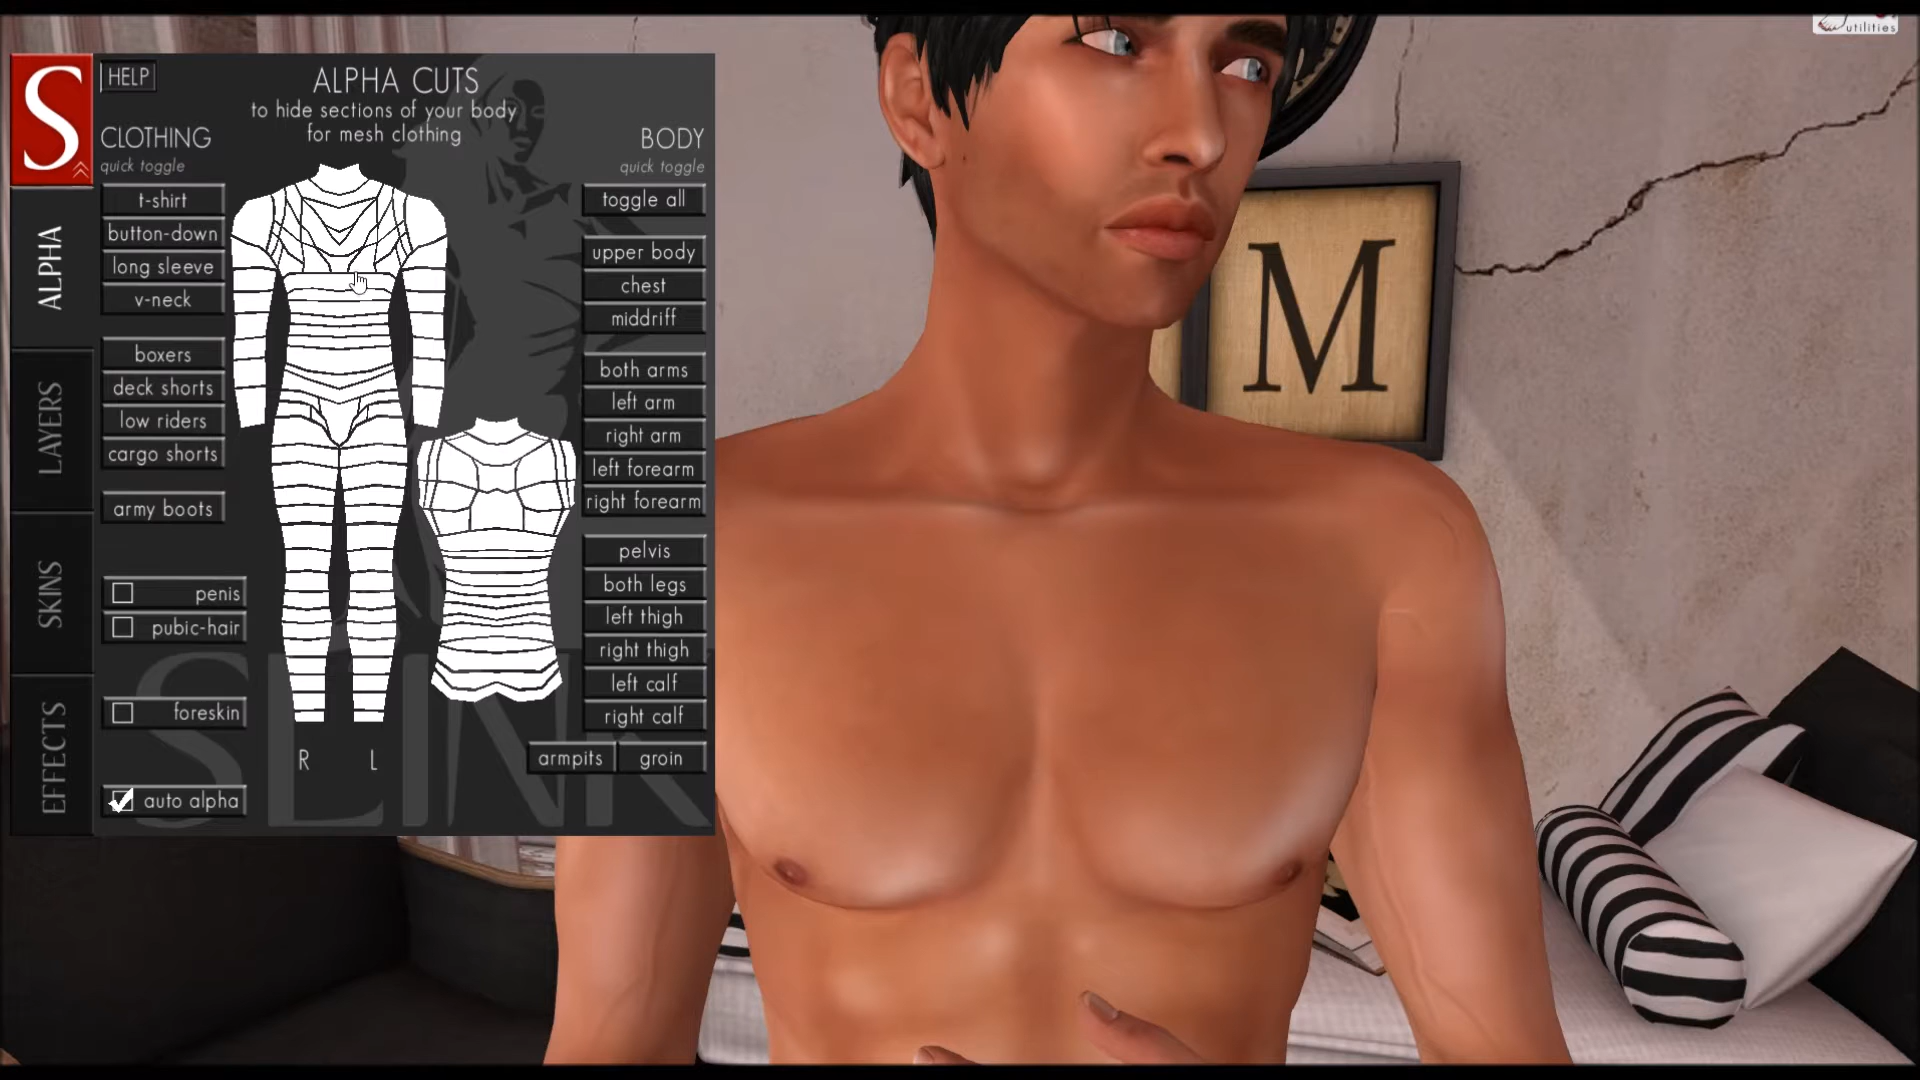 utilities
S
HELP
ALPHA CUTS
to hide sections of your body
for mesh clothing
CLOTHING
quick toggle
t-shirt
button-down
long sleeve
v-neck
boxers
deck shorts
low riders
cargo shorts
army boots
penis
pubic-hair
foreskin
auto alpha
BODY
quick toggle
toggle all
upper body
chest
middriff
both arms
left arm
right arm
left forearm
right forearm
pelvis
both legs
left thigh
right thigh
left calf
right calf
armpits
groin
R
L
ALPHA
LAYERS
SKINS
EFFECTS
SLINK
M